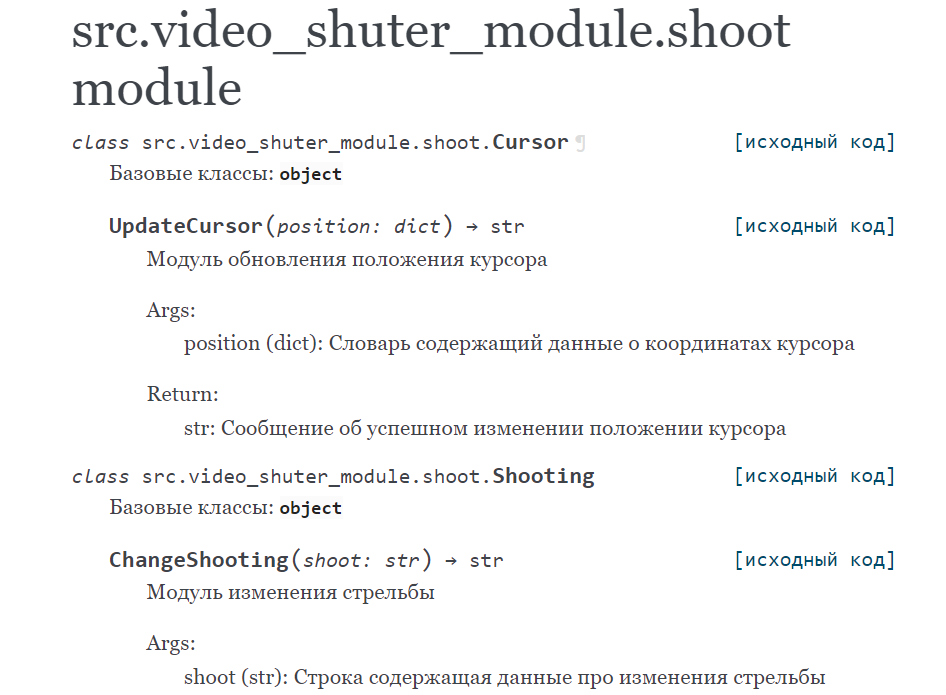 src.video_shuter_module.shoot
module
class src.video_shuter_module.shoot.Cursor¶ [исходный код]
Базовые классы: object
UpdateCursor(position: dict) → str [исходный код]
Модуль обновления положения курсора
Args:
position (dict): Словарь содержащий данные о координатах курсора
Return:
str: Сообщение об успешном изменении положении курсора
class src.video_shuter_module.shoot.Shooting [исходный код]
Базовые классы: object
ChangeShooting(shoot: str) → str [исходный код]
Модуль изменения стрельбы
Args:
shoot (str): Строка содержащая данные про изменения стрельбы